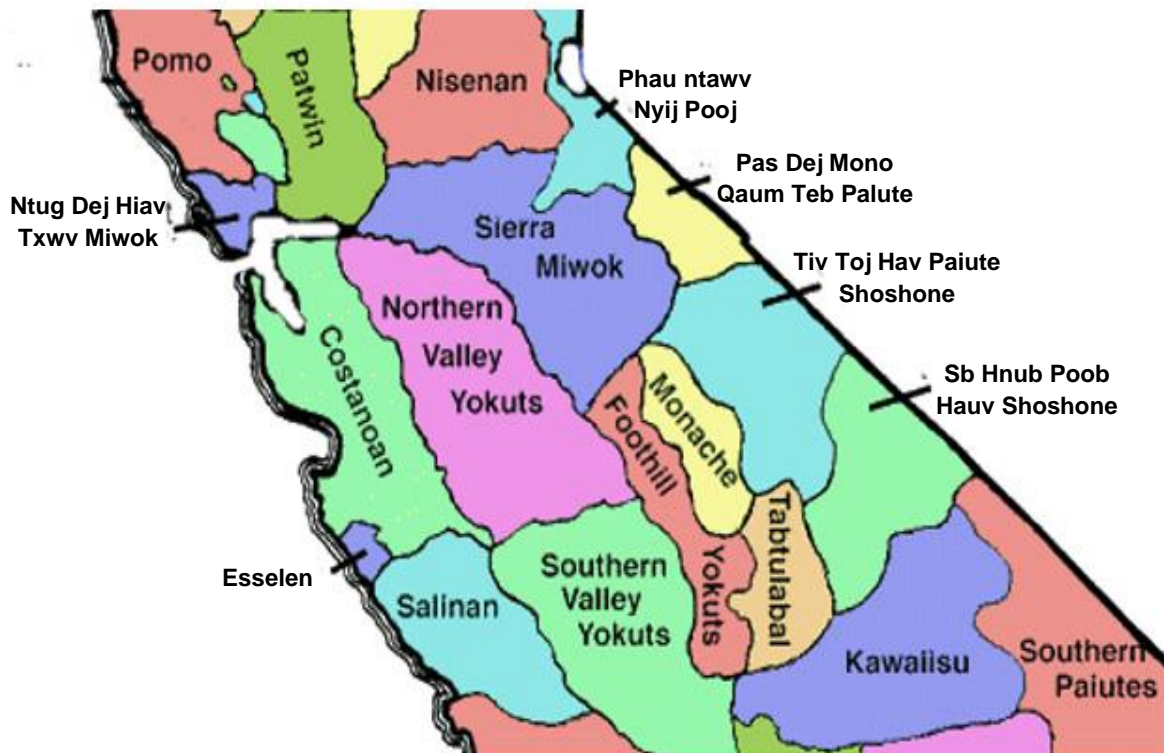 Pomo
Patwin
Nisenan
Phau ntawv
Nyij Pooj
Pas Dej Mono
Qaum Teb Palute
Ntug Dej Hiav
Txwv Miwok
Sierra
Miwok
Tiv Toj Hav Paiute
Shoshone
Northern
Valley
Yokuts
Costanoan
Sb Hnub Poob
Hauv Shoshone
Monache
Foothill
Yokuts
Tabtulabal
Esselen
Salinan
Southern
Valley
Yokuts
Kawaiisu
Southern
Paiutes